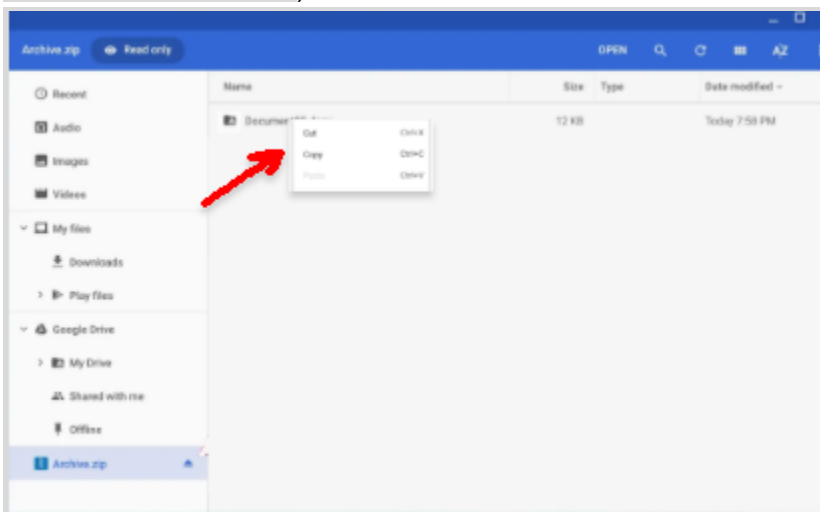 Archive.zip Read only OPEN AZ
Name Size Type Date modified
Recent
12 KB Today 7:58 PM
Audio
Cut Ctrl+X
Copy Ctrl+C
Paste Ctrl+V
Images
Videos
My files
Downloads
Play files
Google Drive
My Drive
Shared with me
Offline
Archive.zip